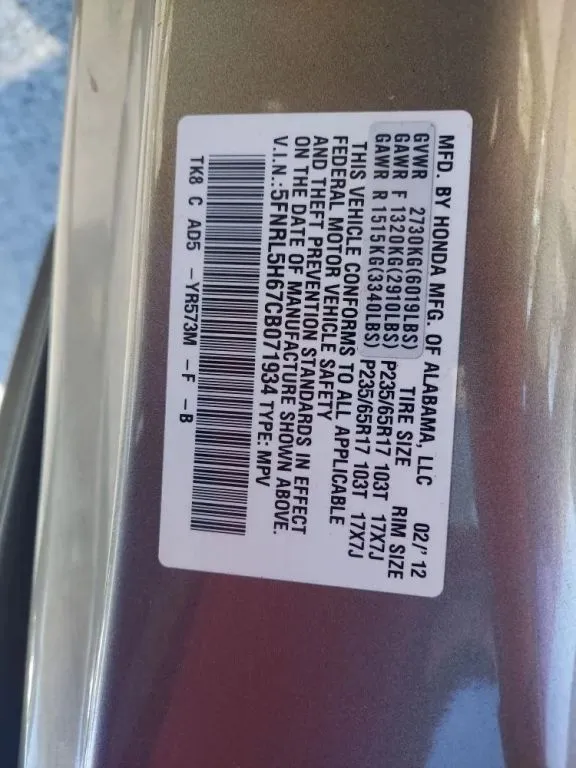 MFD. BY HONDA MFG. OF ALABAMA, LLC 02/'12
GVWR 2730KG(6019LBS) TIRE SIZE RIM SIZE
GAWR F 1320KG(2910LBS) P235/65R17 103T 17X7J
GAWR R 1515KG(3340LBS) P235/65R17 103T 17X7J
THIS VEHICLE CONFORMS TO ALL APPLICABLE
FEDERAL MOTOR VEHICLE SAFETY
AND THEFT PREVENTION STANDARDS IN EFFECT
ON THE DATE OF MANUFACTURE SHOWN ABOVE.
V.I.N.:5FNRL5H67CB071934 TYPE: MPV
TK8 C AD5 -YR573M -F -B